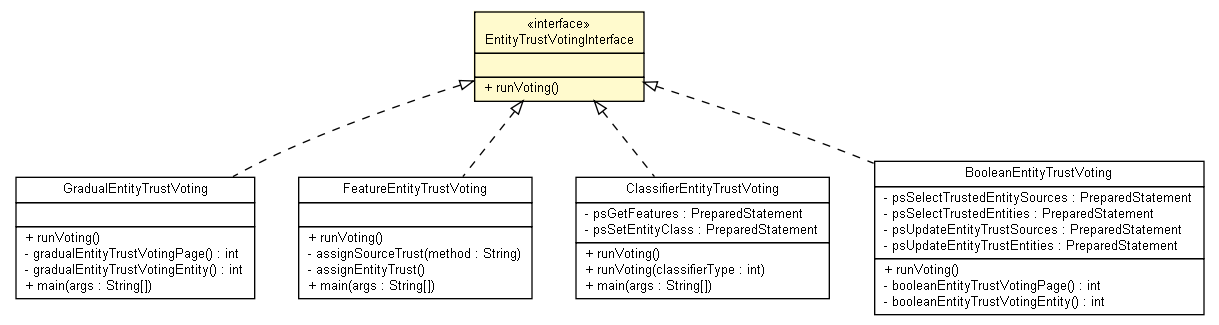 «interface»
EntityTrustVotingInterface
+ runVoting()
GradualEntityTrustVoting
+ runVoting()
- gradualEntityTrustVotingPage() : int
- gradualEntityTrustVotingEntity() : int
+ main(args : String[])
FeatureEntityTrustVoting
+ runVoting()
- assignSourceTrust(method : String)
- assignEntityTrust()
+ main(args : String[])
ClassifierEntityTrustVoting
- psGetFeatures : PreparedStatement
- psSetEntityClass : PreparedStatement
+ runVoting()
+ runVoting(classifierType : int)
+ main(args : String[])
BooleanEntityTrustVoting
- psSelectTrustedEntitySources : PreparedStatement
- psSelectTrustedEntities : PreparedStatement
- psUpdateEntityTrustSources : PreparedStatement
- psUpdateEntityTrustEntities : PreparedStatement
+ runVoting()
- booleanEntityTrustVotingPage() : int
- booleanEntityTrustVotingEntity() : int